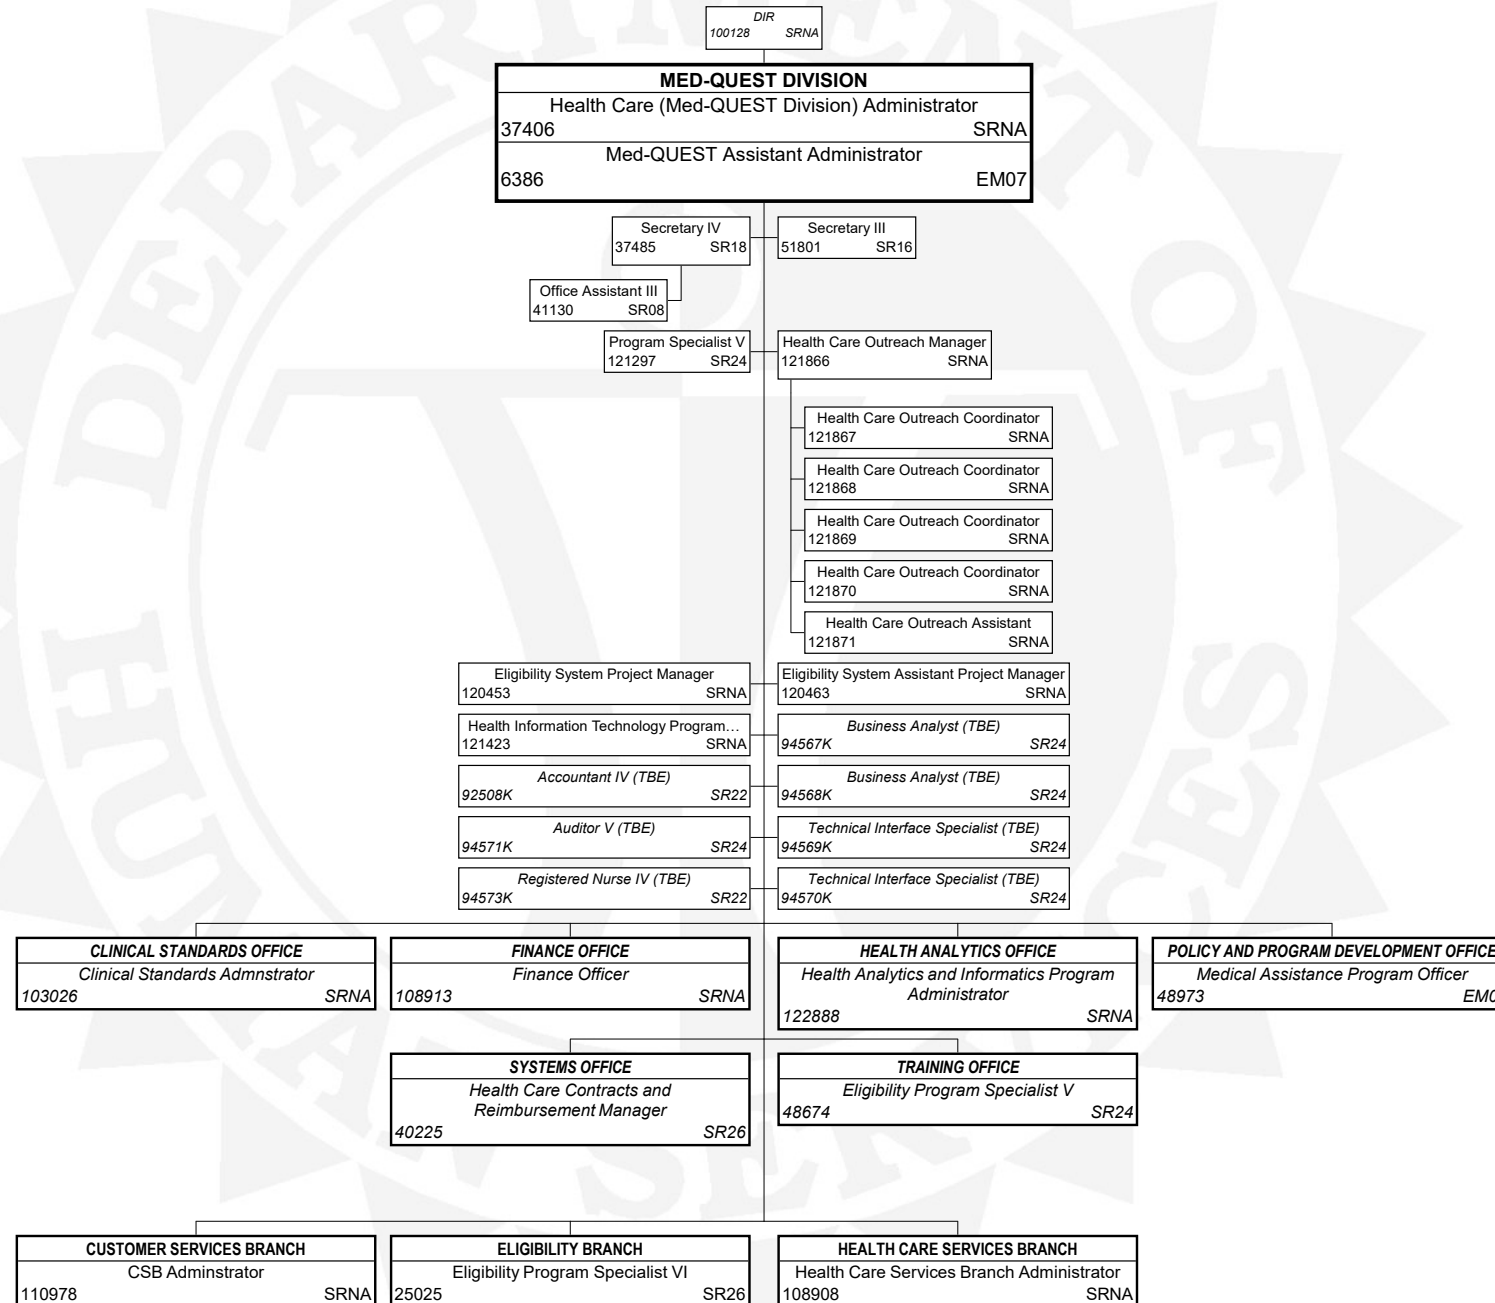 DIR
100128 SRNA
MED-QUEST DIVISION
Health Care (Med-QUEST Division) Administrator
37406 SRNA
Med-QUEST Assistant Administrator
6386 EM07
Secretary IV
37485 SR18
Secretary III
51801 SR16
Office Assistant III
41130 SR08
Program Specialist V
121297 SR24
Health Care Outreach Manager
121866 SRNA
Health Care Outreach Coordinator
121867 SRNA
Health Care Outreach Coordinator
121868 SRNA
Health Care Outreach Coordinator
121869 SRNA
Health Care Outreach Coordinator
121870 SRNA
Health Care Outreach Assistant
121871 SRNA
Eligibility System Project Manager
120453 SRNA
Eligibility System Assistant Project Manager
120463 SRNA
Health Information Technology Program…
121423 SRNA
Business Analyst (TBE)
94567K SR24
Accountant IV (TBE)
92508K SR22
Business Analyst (TBE)
94568K SR24
Auditor V (TBE)
94571K SR24
Technical Interface Specialist (TBE)
94569K SR24
Registered Nurse IV (TBE)
94573K SR22
Technical Interface Specialist (TBE)
94570K SR24
CLINICAL STANDARDS OFFICE
Clinical Standards Admnstrator
103026 SRNA
FINANCE OFFICE
Finance Officer
108913 SRNA
HEALTH ANALYTICS OFFICE
Health Analytics and Informatics Program
Administrator
122888 SRNA
POLICY AND PROGRAM DEVELOPMENT OFFICE
Medical Assistance Program Officer
48973
SYSTEMS OFFICE
Health Care Contracts and
Reimbursement Manager
40225 SR26
TRAINING OFFICE
Eligibility Program Specialist V
48674 SR24
CUSTOMER SERVICES BRANCH
CSB Adminstrator
110978 SRNA
ELIGIBILITY BRANCH
Eligibility Program Specialist VI
25025 SR26
HEALTH CARE SERVICES BRANCH
Health Care Services Branch Administrator
108908 SRNA
DEPARTMENT OF
HUMAN SERVICES